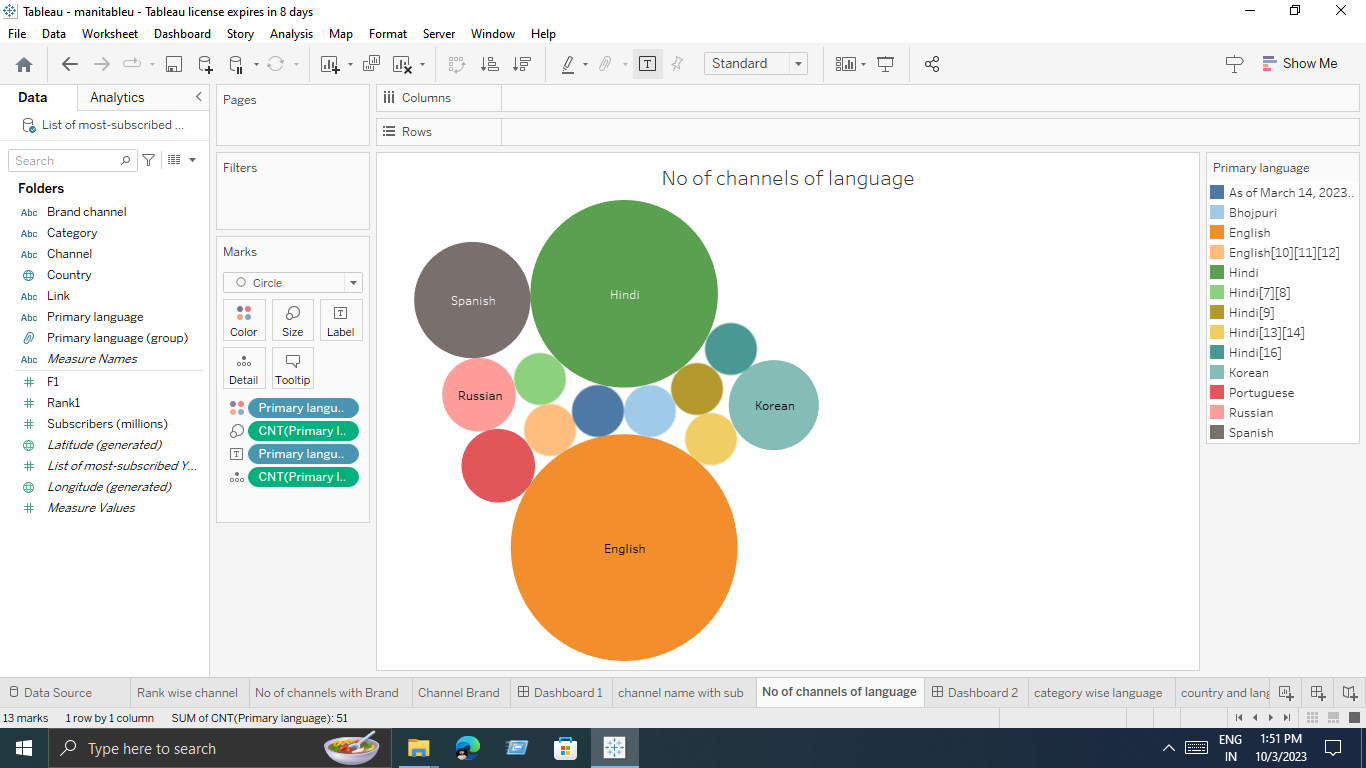 Tableau - manitableu - Tableau license expires in 8 days
File Data Worksheet Dashboard Story Analysis Map Format Server Window Help
Standard
Show Me
Data Analytics
List of most-subscribed ...
Search
Folders
Abc Brand channel
Abc Category
Abc Channel
Country
Abc Link
Abc Primary language
Primary language (group)
Abc Measure Names
F1
Rank1
Subscribers (millions)
Latitude (generated)
List of most-subscribed Y...
Longitude (generated)
Measure Values
Pages
Filters
Marks
Circle
Color Size Label
Detail Tooltip
Primary langu..
CNT(Primary l..
Primary langu..
CNT(Primary l..
Columns
Rows
No of channels of language
Spanish
Hindi
Russian
Korean
English
Primary language
As of March 14, 2023..
Bhojpuri
English
English[10][11][12]
Hindi
Hindi[7][8]
Hindi[9]
Hindi[13][14]
Hindi[16]
Korean
Portuguese
Russian
Spanish
Data Source Rank wise channel No of channels with Brand Channel Brand Dashboard 1 channel name with sub No of channels of language Dashboard 2 category wise language country and lang
13 marks 1 row by 1 column SUM of CNT(Primary language): 51
Type here to search
ENG
IN
1:51 PM
10/3/2023